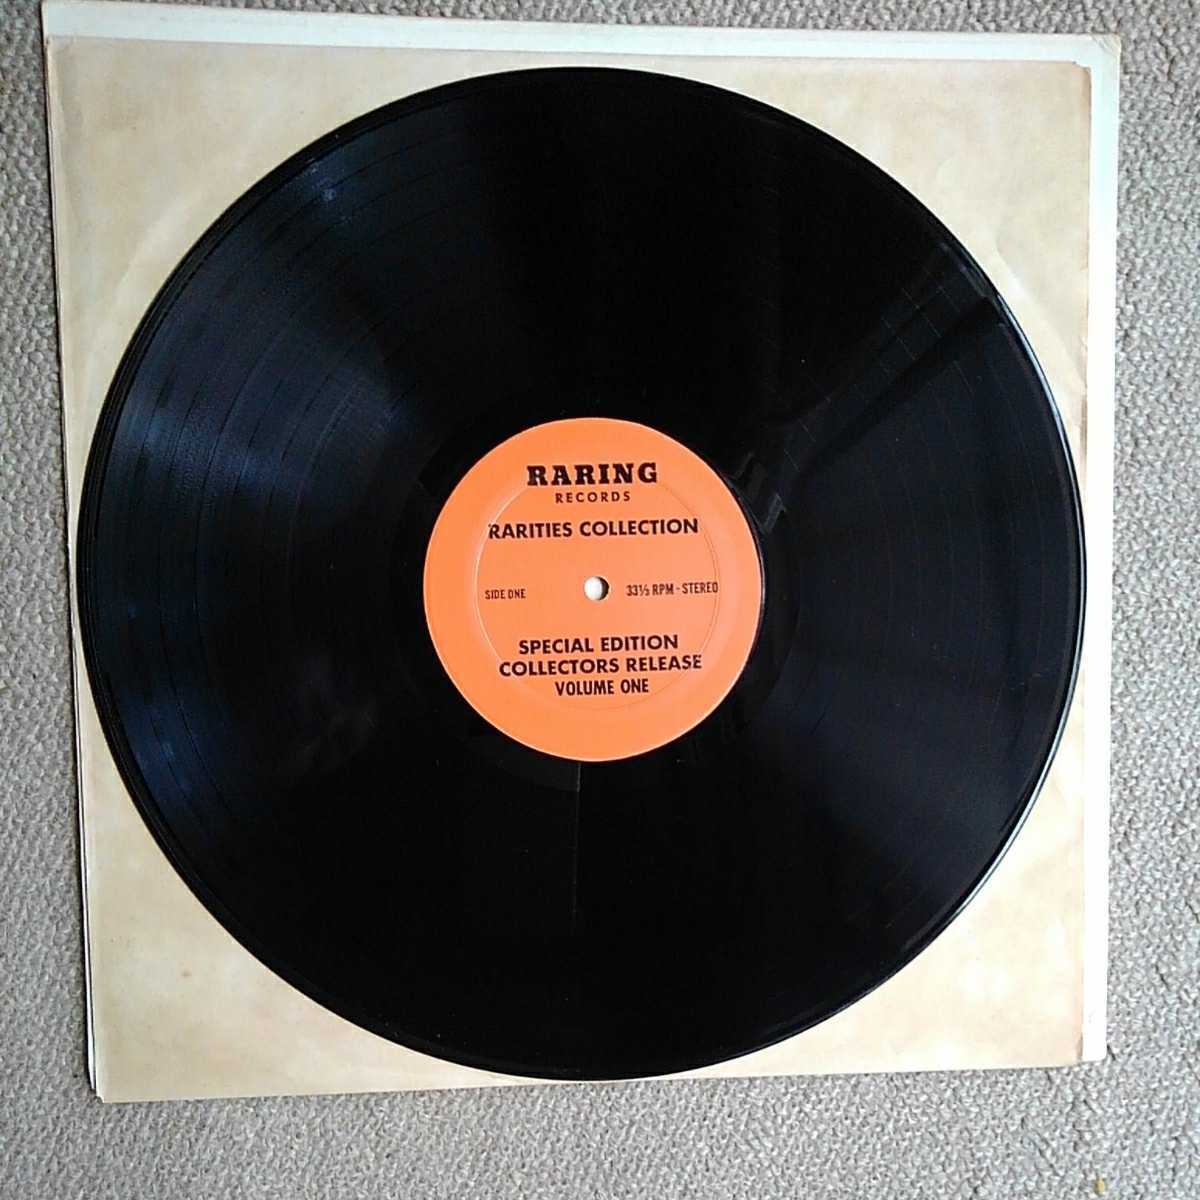 RARING
RECORDS
RARITIES COLLECTION
SIDE ONE
33⅓ RPM - STEREO
SPECIAL EDITION
COLLECTORS RELEASE
VOLUME ONE